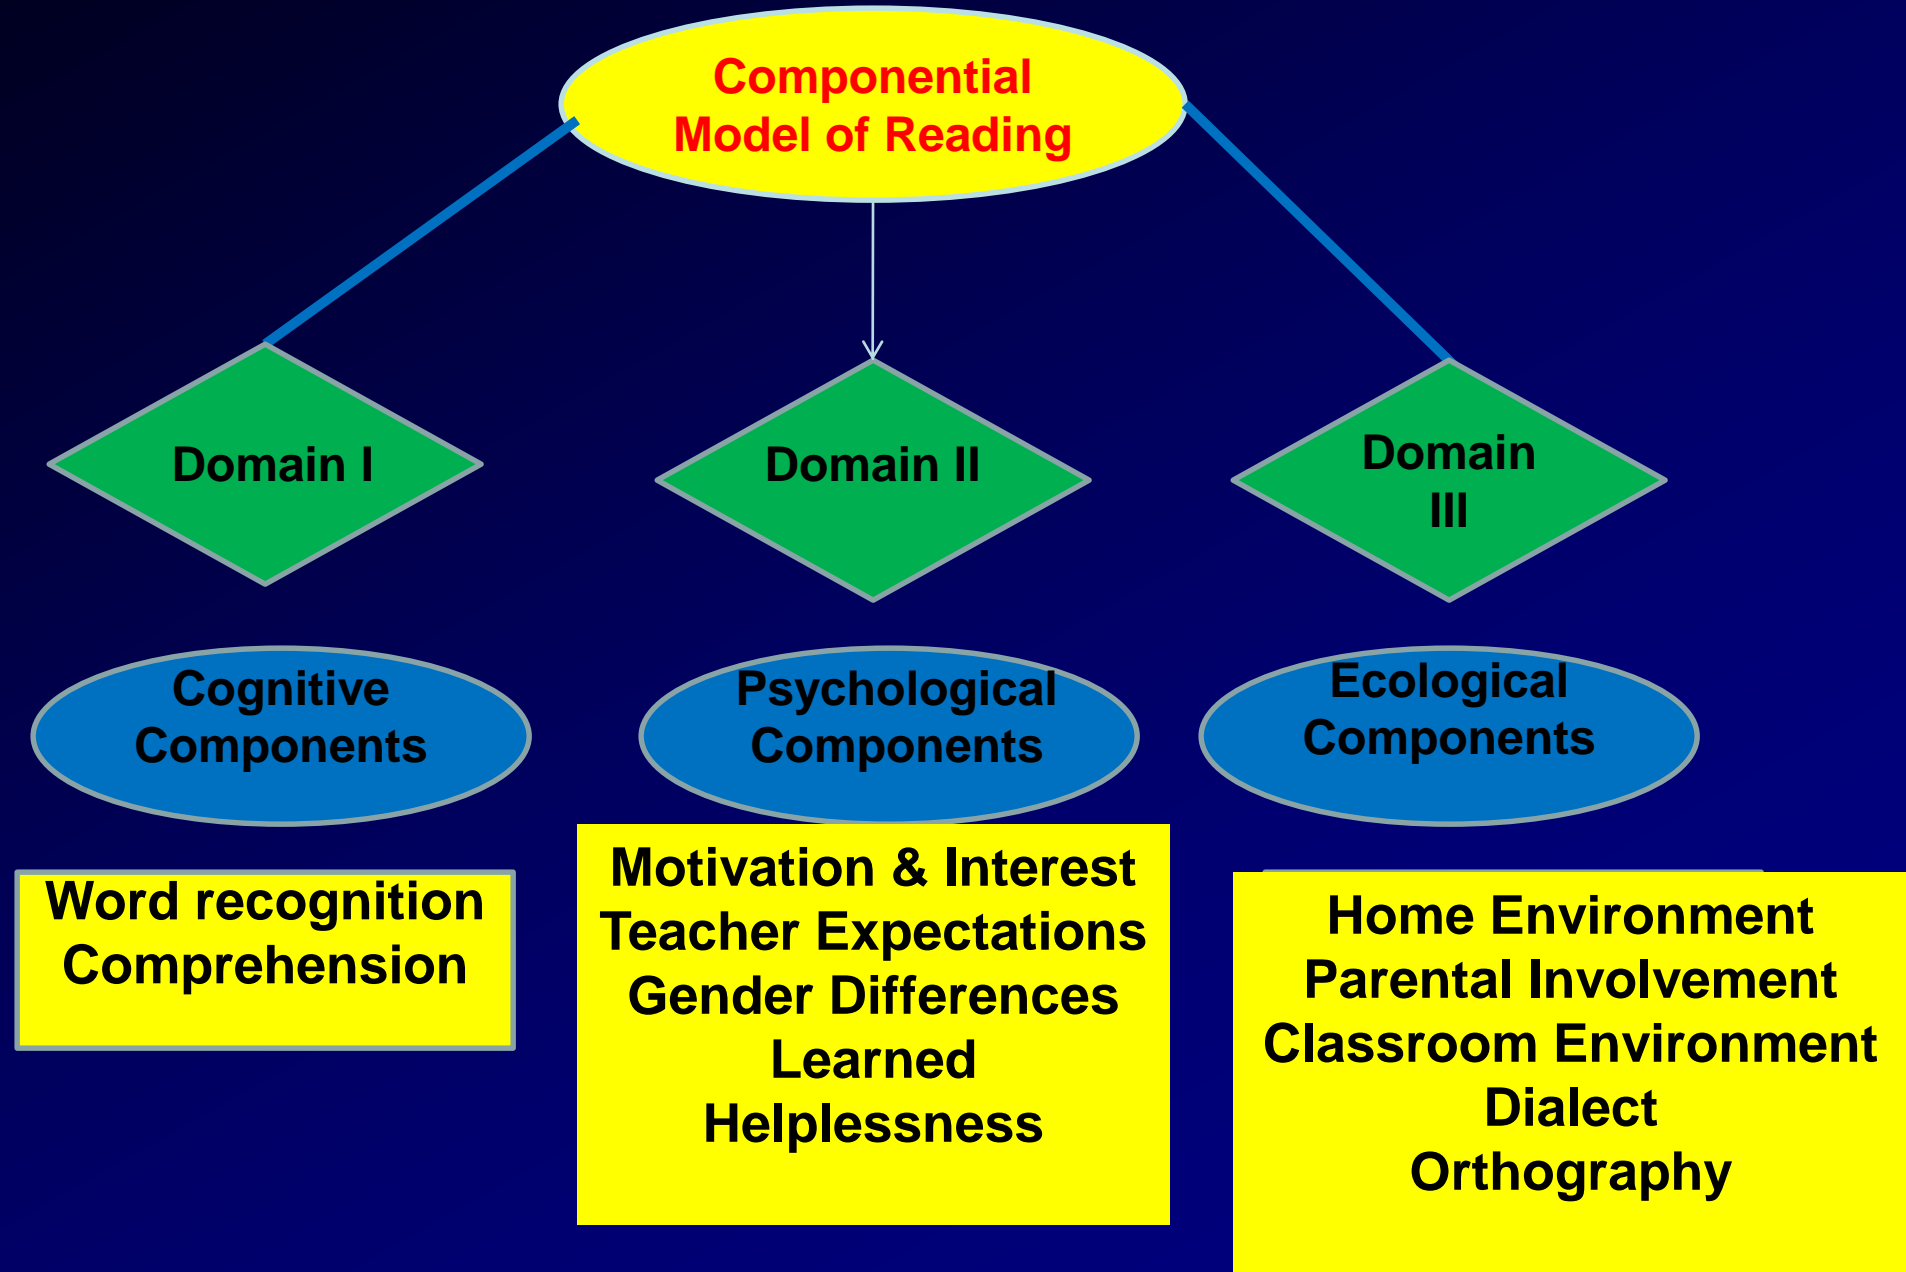 Componential
Model of Reading
Domain I
Domain II
Domain
III
Cognitive
Components
Psychological
Components
Ecological
Components
Word recognition
Comprehension
Motivation & Interest
Teacher Expectations
Gender Differences
Learned
Helplessness
Home Environment
Parental Involvement
Classroom Environment
Dialect
Orthography